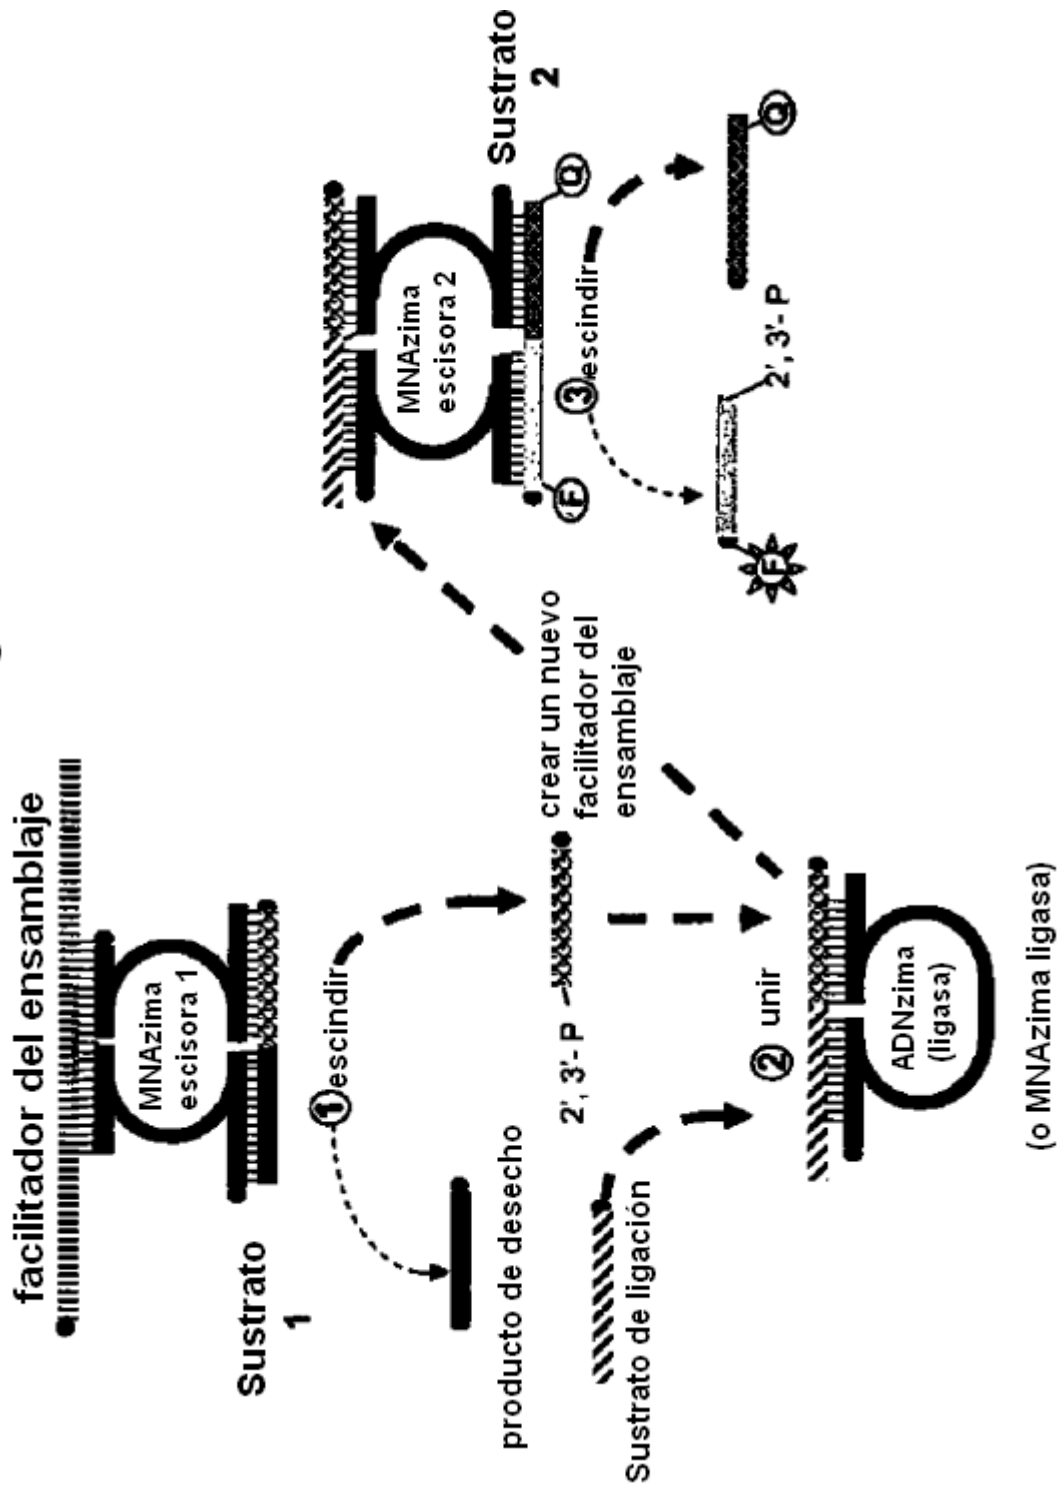 facilitador del ensamblaje
MNAzima
escisora 1
Sustrato
1
1 escindir
producto de desecho
2', 3'- P
Sustrato de ligación
2 unir
ADNzima
(ligasa)
(o MNAzima ligasa)
crear un nuevo
facilitador del
ensamblaje
MNAzima
escisora 2
Sustrato
2
F
Q
3 escindir
F
2', 3'- P
Q